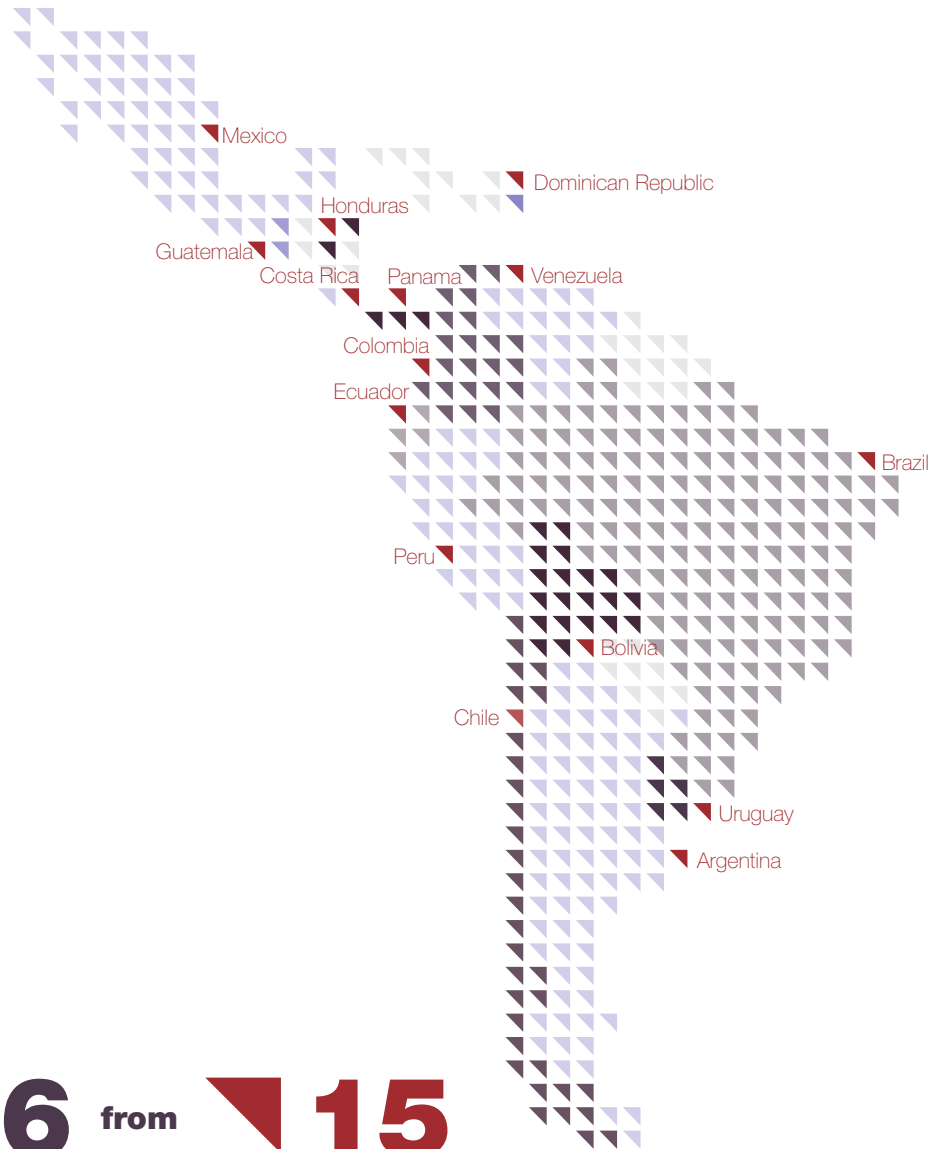 Mexico
Dominican Republic
Honduras
Guatemala
Costa Rica
Panama
Venezuela
Colombia
Ecuador
Brazil
Peru
Bolivia
Chile
Uruguay
Argentina
6 from 15